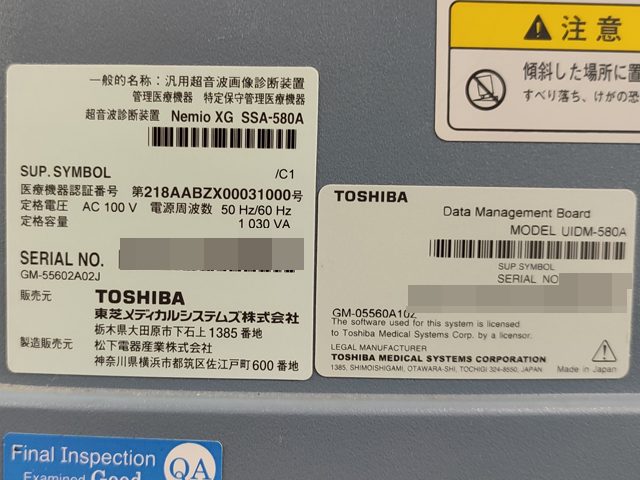 一般的名称：汎用超音波画像診断装置
管理医療機器 特定保守管理医療機器
超音波診断装置 Nemio XG SSA-580A
SUP. SYMBOL /C1
医療機器認証番号 第218AABZX00031000号
定格電圧 AC 100 V 電源周波数 50 Hz/60 Hz
定格容量 1 030 VA
SERIAL NO.
GM-55602A02J
販売元 TOSHIBA
東芝メディカルシステムズ株式会社
栃木県大田原市下石上1385番地
製造販売元 松下電器産業株式会社
神奈川県横浜市都筑区佐江戸町600番地
注意
傾斜した場所に置
すべり落ち、けがの恐
TOSHIBA
Data Management Board
MODEL UIDM-580A
SUP. SYMBOL
SERIAL NO
GM-05560A102
The software used for this system is licensed
to Toshiba Medical Systems Corp. by a licensor.
LEGAL MANUFACTURER
TOSHIBA MEDICAL SYSTEMS CORPORATION
1385, SHIMOISHIGAMI, OTAWARA-SHI, TOCHIGI 324-8550, JAPAN
Made in Japan
Final Inspection
Examined Good
QA